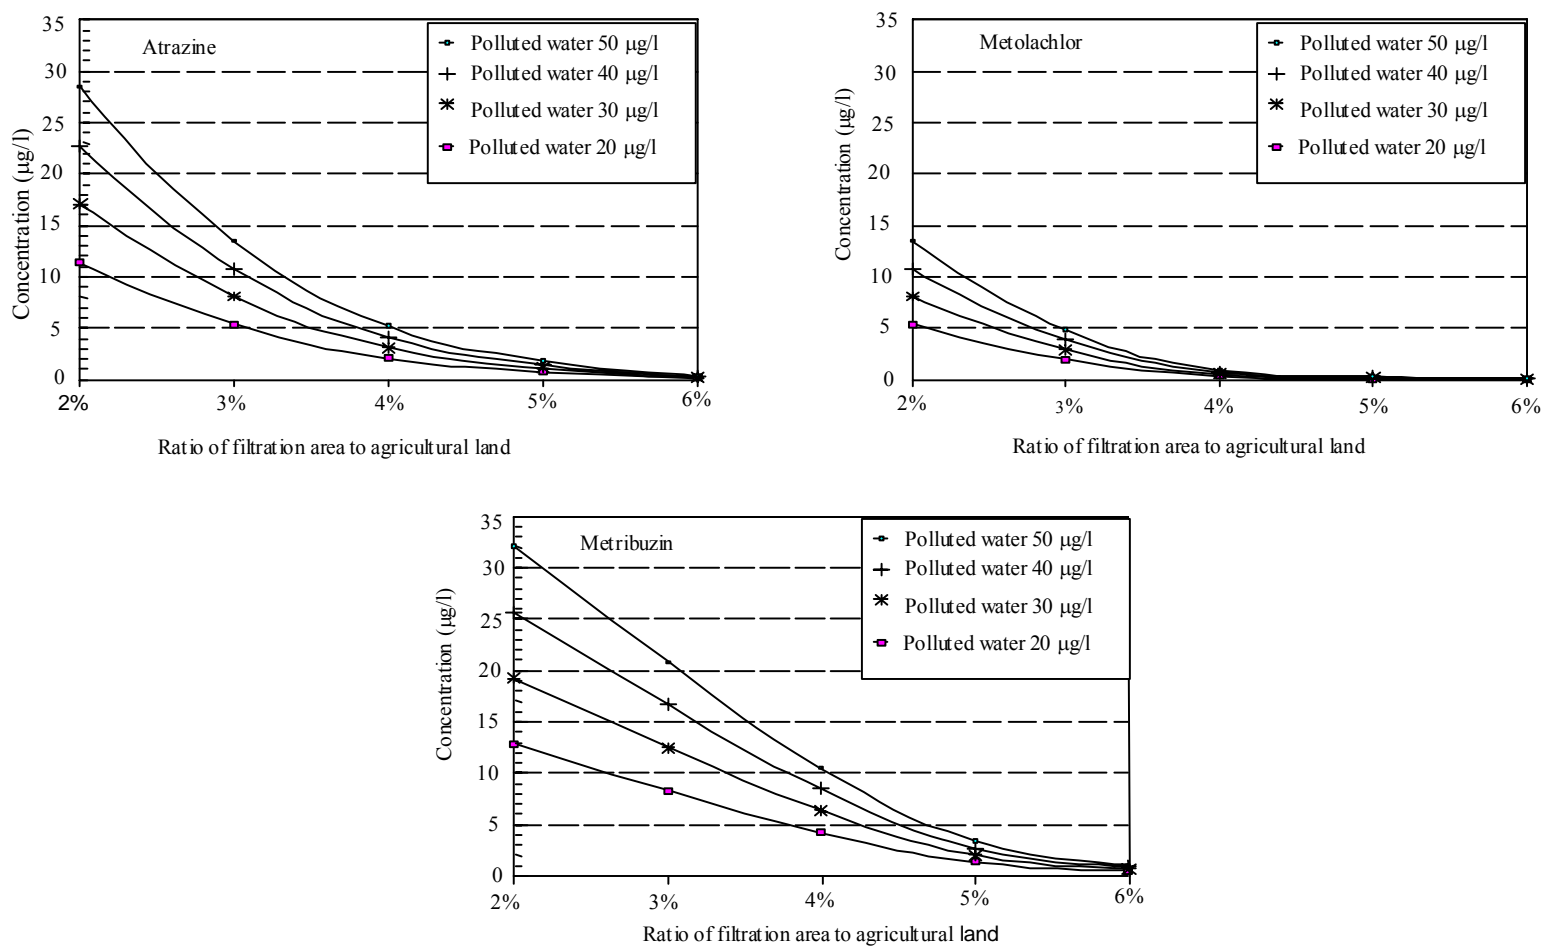 Atrazine
Polluted water 50 µg/l
Polluted water 40 µg/l
Polluted water 30 µg/l
Polluted water 20 µg/l
Concentration (µg/l)
35
30
25
20
15
10
5
0
2% 3% 4% 5% 6%
Ratio of filtration area to agricultural land
Metolachlor
Polluted water 50 µg/l
Polluted water 40 µg/l
Polluted water 30 µg/l
Polluted water 20 µg/l
Concentration (µg/l)
35
30
25
20
15
10
5
0
2% 3% 4% 5% 6%
Ratio of filtration area to agricultural land
Metribuzin
Polluted water 50 µg/l
Polluted water 40 µg/l
Polluted water 30 µg/l
Polluted water 20 µg/l
Concentration (µg/l)
35
30
25
20
15
10
5
0
2% 3% 4% 5% 6%
Ratio of filtration area to agricultural land